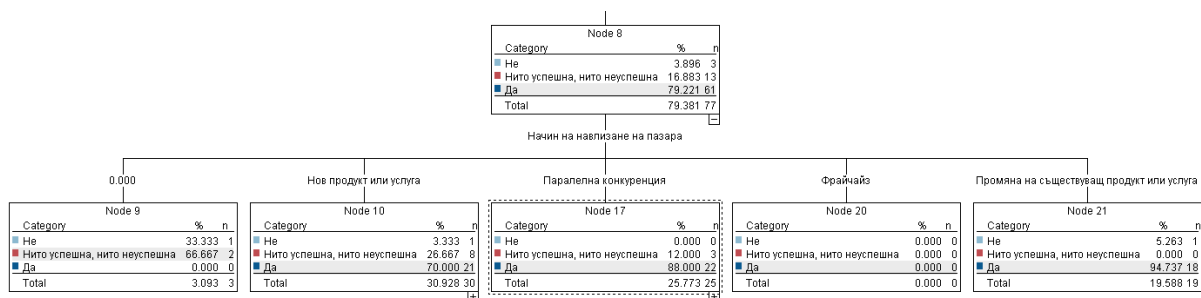 Node 8
Category % n
Не 3.896 3
Нито успешна, нито неуспешна 16.883 13
Да 79.221 61
Total 79.381 77
Начин на навлизане на пазара
0.000
Нов продукт или услуга
Паралелна конкуренция
Фрайчайз
Промяна на съществуващ продукт или услуга
Node 9
Category % n
Не 33.333 1
Нито успешна, нито неуспешна 66.667 2
Да 0.000 0
Total 3.093 3
Node 10
Category % n
Не 3.333 1
Нито успешна, нито неуспешна 26.667 8
Да 70.000 21
Total 30.928 30
Node 17
Category % n
Не 0.000 0
Нито успешна, нито неуспешна 12.000 3
Да 88.000 22
Total 25.773 25
Node 20
Category % n
Не 0.000 0
Нито успешна, нито неуспешна 0.000 0
Да 0.000 0
Total 0.000 0
Node 21
Category % n
Не 5.263 1
Нито успешна, нито неуспешна 0.000 0
Да 94.737 18
Total 19.588 19